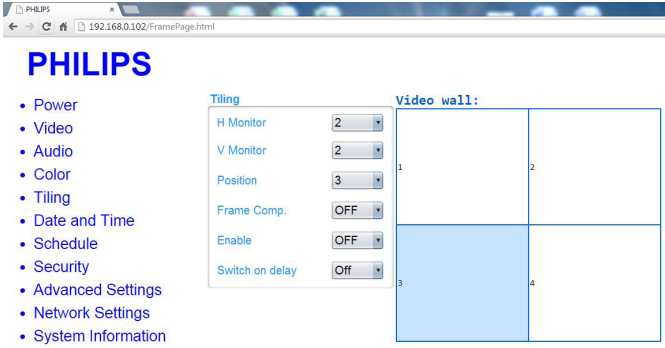 PHILIPS
192.168.0.102/FramePage.html
PHILIPS
• Power
• Video
• Audio
• Color
• Tiling
• Date and Time
• Schedule
• Security
• Advanced Settings
• Network Settings
• System Information
Tiling
H Monitor 2
V Monitor 2
Position 3
Frame Comp. OFF
Enable OFF
Switch on delay Off
Video wall:
1 2
3 4